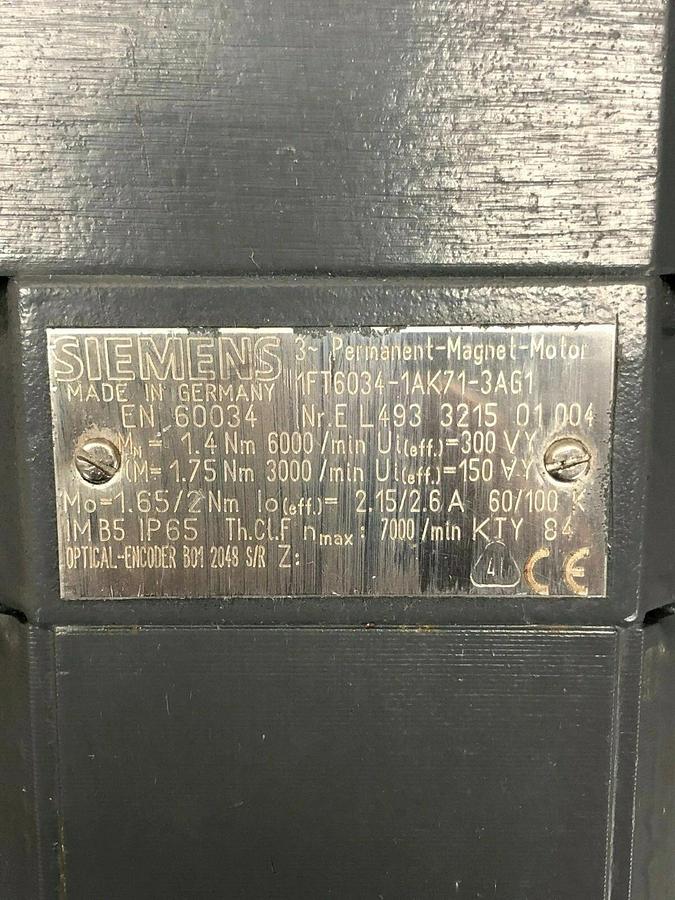 SIEMENS 3~ Permanent-Magnet-Motor
MADE IN GERMANY 1FT6034-1AK71-3AG1
EN 60034 Nr.E L493 3215 01 004
MN= 1.4 Nm 6000 /min Ui(eff.)=300 V Y
(M= 1.75 Nm 3000 /min Ui(eff.)=150 V Y
Mo=1.65/2 Nm Io(eff)= 2.15/2.6 A 60/100 K
IM B5 IP65 Th.Cl.F nmax: 7000 /min KTY 84
OPTICAL-ENCODER B01 2048 S/R Z:
41 CE